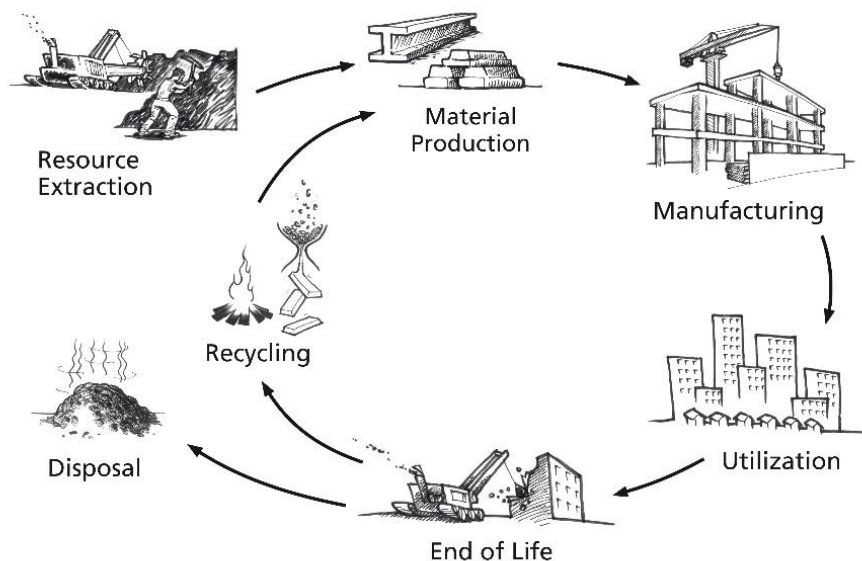 Resource
Extraction
Material
Production
Manufacturing
Recycling
Disposal
Utilization
End of Life